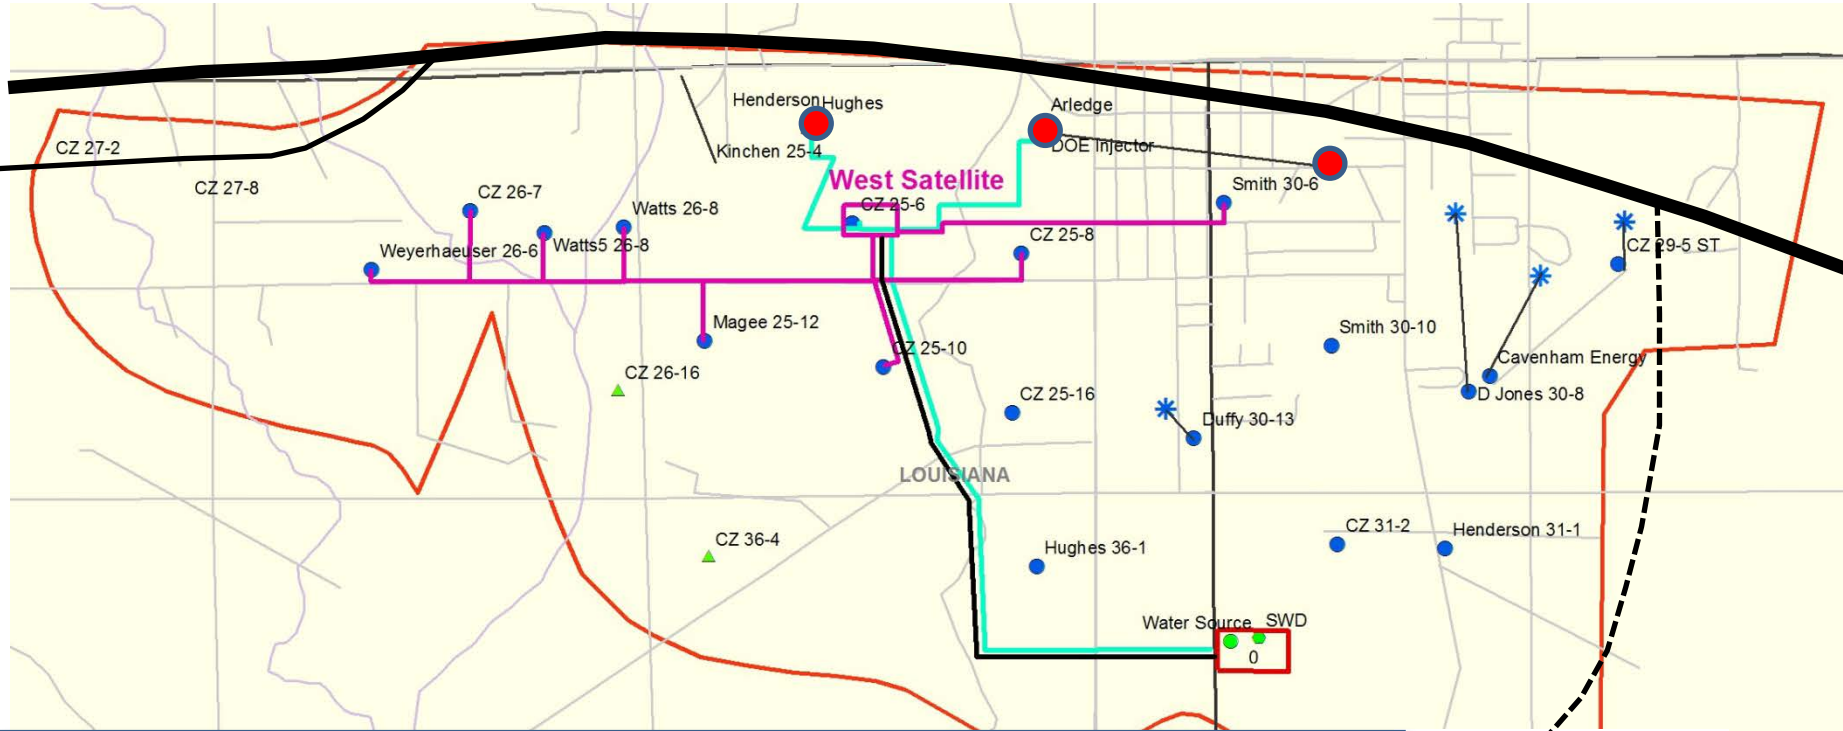 Henderson
Hughes
Arledge
CZ 27-2
Kinchen 25-4
DOE Injector
CZ 27-8
CZ 26-7
West Satellite
Smith 30-6
Watts 26-8
CZ 25-6
CZ 25-8
Weyerhaeuser 26-6
Watts5 26-8
CZ 29-5 ST
Magee 25-12
Smith 30-10
CZ 25-10
Cavenham Energy
CZ 26-16
CZ 25-16
D Jones 30-8
Duffy 30-13
LOUISIANA
CZ 36-4
Hughes 36-1
CZ 31-2
Henderson 31-1
Water Source
SWD
0